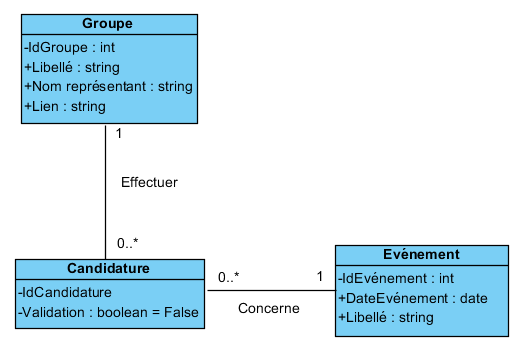 Groupe
-IdGroupe : int
+Libellé : string
+Nom représentant : string
+Lien : string
1
Effectuer
0..*
Candidature
-IdCandidature
-Validation : boolean = False
0..*
1
Concerne
Evénement
-IdEvénement : int
+DateEvénement : date
+Libellé : string